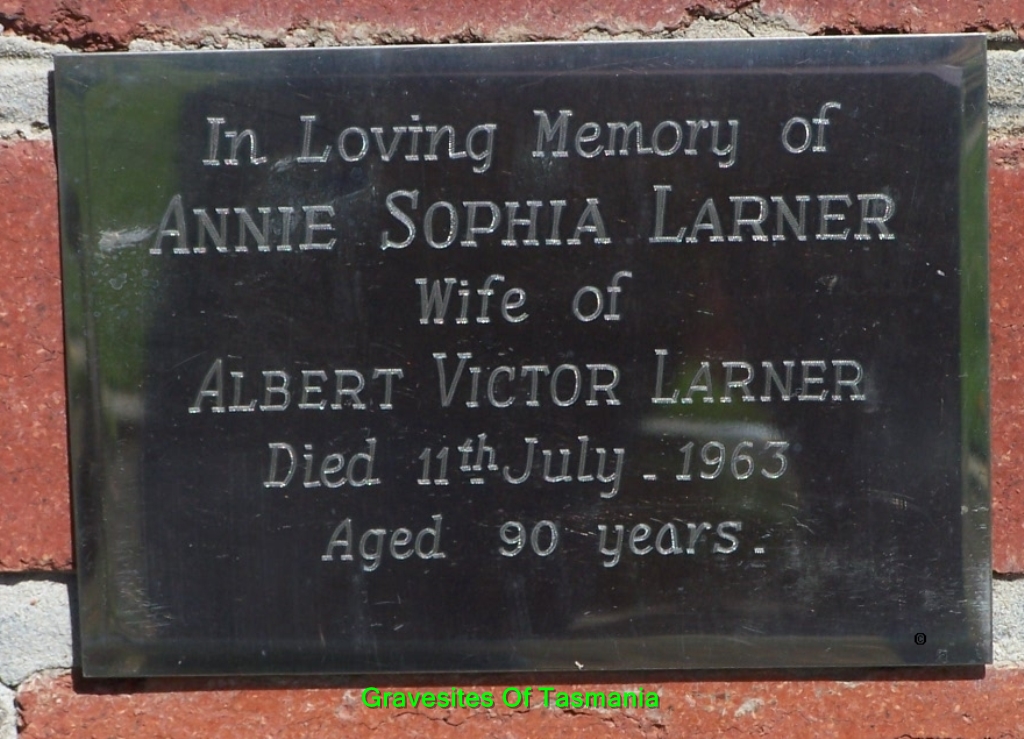 In Loving Memory of
ANNIE SOPHIA LARNER
Wife of
ALBERT VICTOR LARNER
Died 11th July - 1963
Aged 90 years.
©
Gravesites Of Tasmania